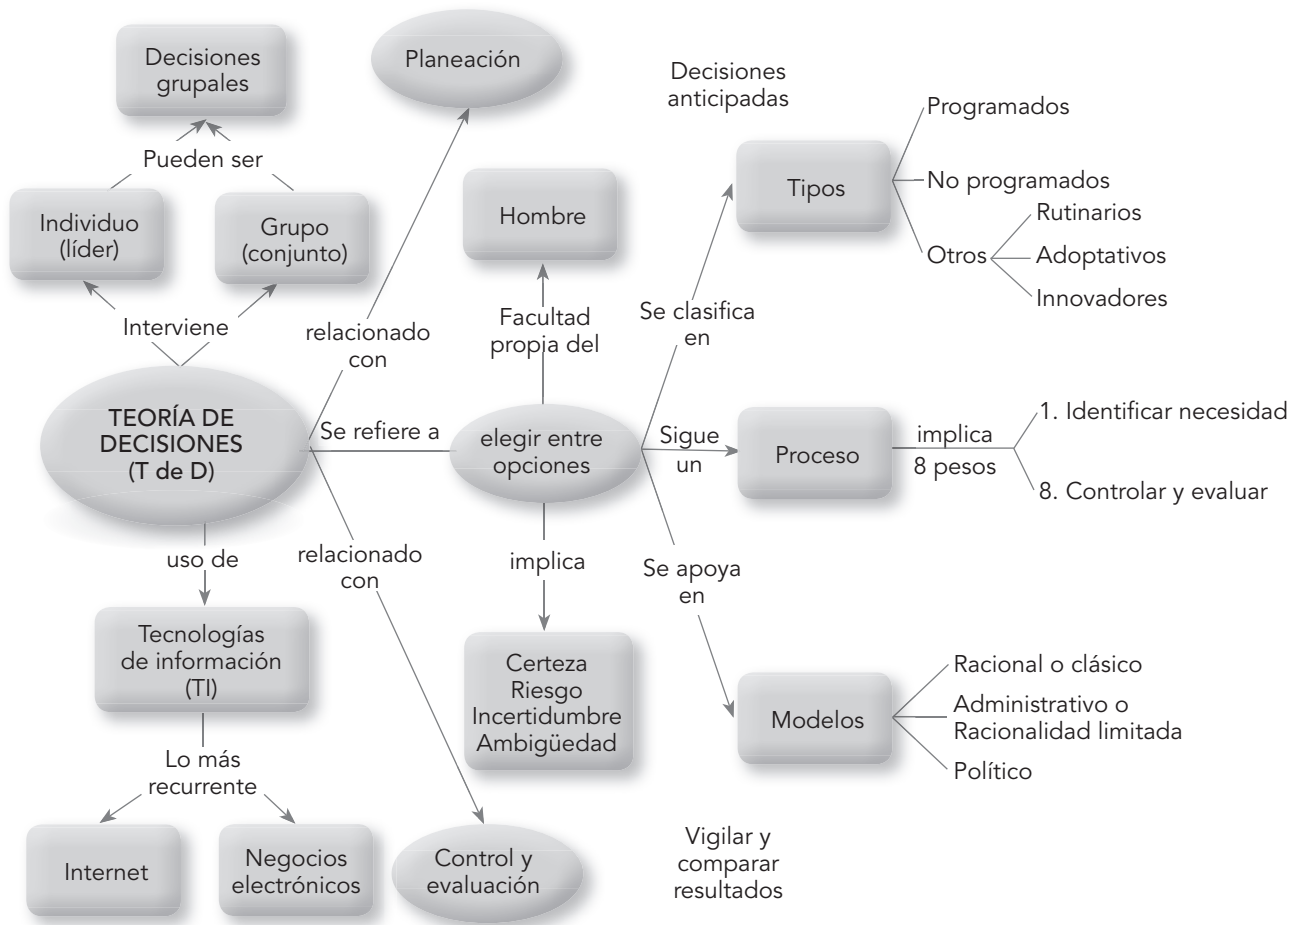 Decisiones
grupales
Planeación
Decisiones
anticipadas
Programados
Pueden ser
Tipos
No programados
Individuo
(líder)
Grupo
(conjunto)
Hombre
Rutinarios
Otros
Adoptativos
Innovadores
Interviene
relacionado
con
Facultad
propia del
Se clasifica
en
TEORÍA DE
DECISIONES
(T de D)
Se refiere a
elegir entre
opciones
Sigue
un
Proceso
implica
8 pesos
1. Identificar necesidad
8. Controlar y evaluar
uso de
relacionado
con
implica
Se apoya
en
Tecnologías
de información
(TI)
Certeza
Riesgo
Incertidumbre
Ambigüedad
Modelos
Racional o clásico
Administrativo o
Racionalidad limitada
Político
Lo más
recurrente
Internet
Negocios
electrónicos
Control y
evaluación
Vigilar y
comparar
resultados